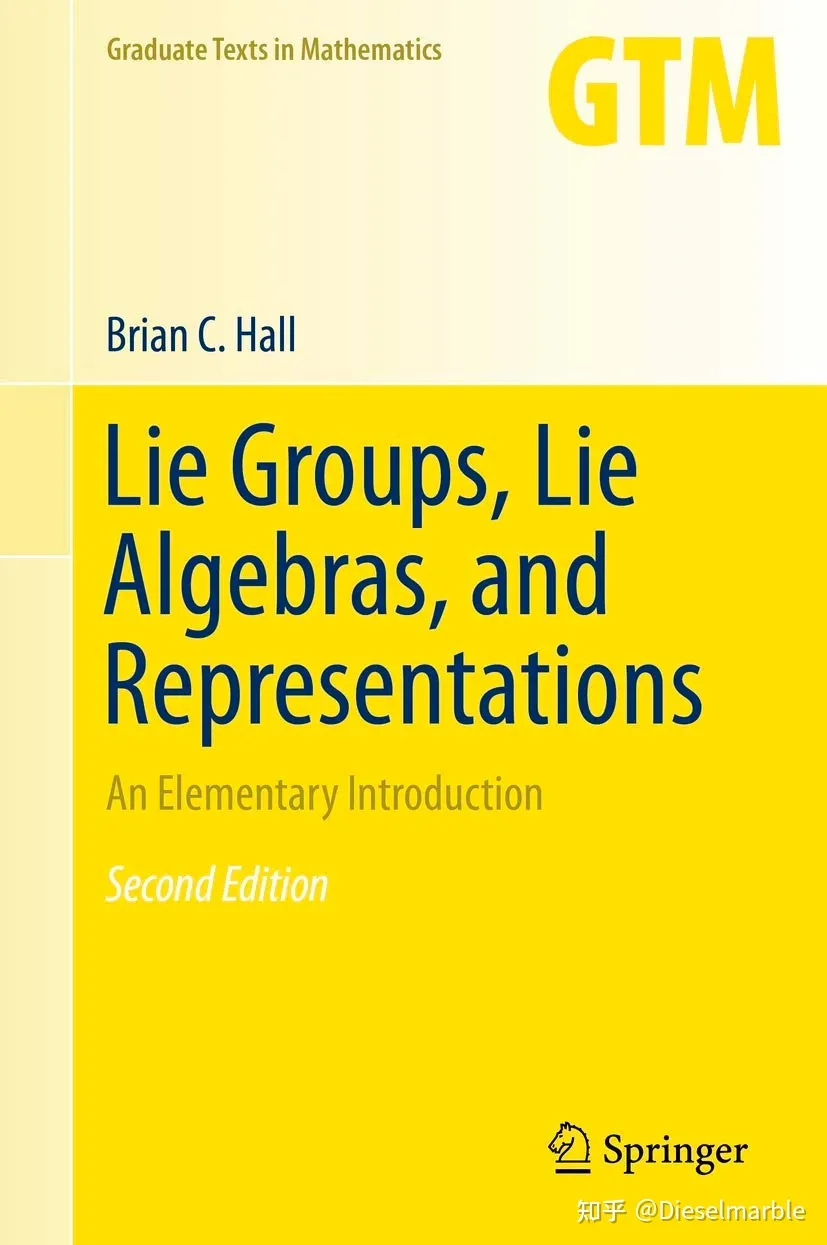 Graduate Texts in Mathematics
GTM
Brian C. Hall
Lie Groups, Lie
Algebras, and
Representations
An Elementary Introduction
Second Edition
Springer
知乎 @Dieselmarble